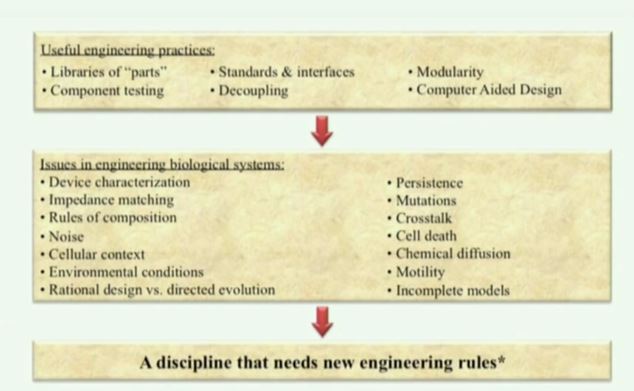 Useful engineering practices:
• Libraries of “parts”
• Component testing
• Standards & interfaces
• Decoupling
• Modularity
• Computer Aided Design
Issues in engineering biological systems:
• Device characterization
• Impedance matching
• Rules of composition
• Noise
• Cellular context
• Environmental conditions
• Rational design vs. directed evolution
• Persistence
• Mutations
• Crosstalk
• Cell death
• Chemical diffusion
• Motility
• Incomplete models
A discipline that needs new engineering rules*